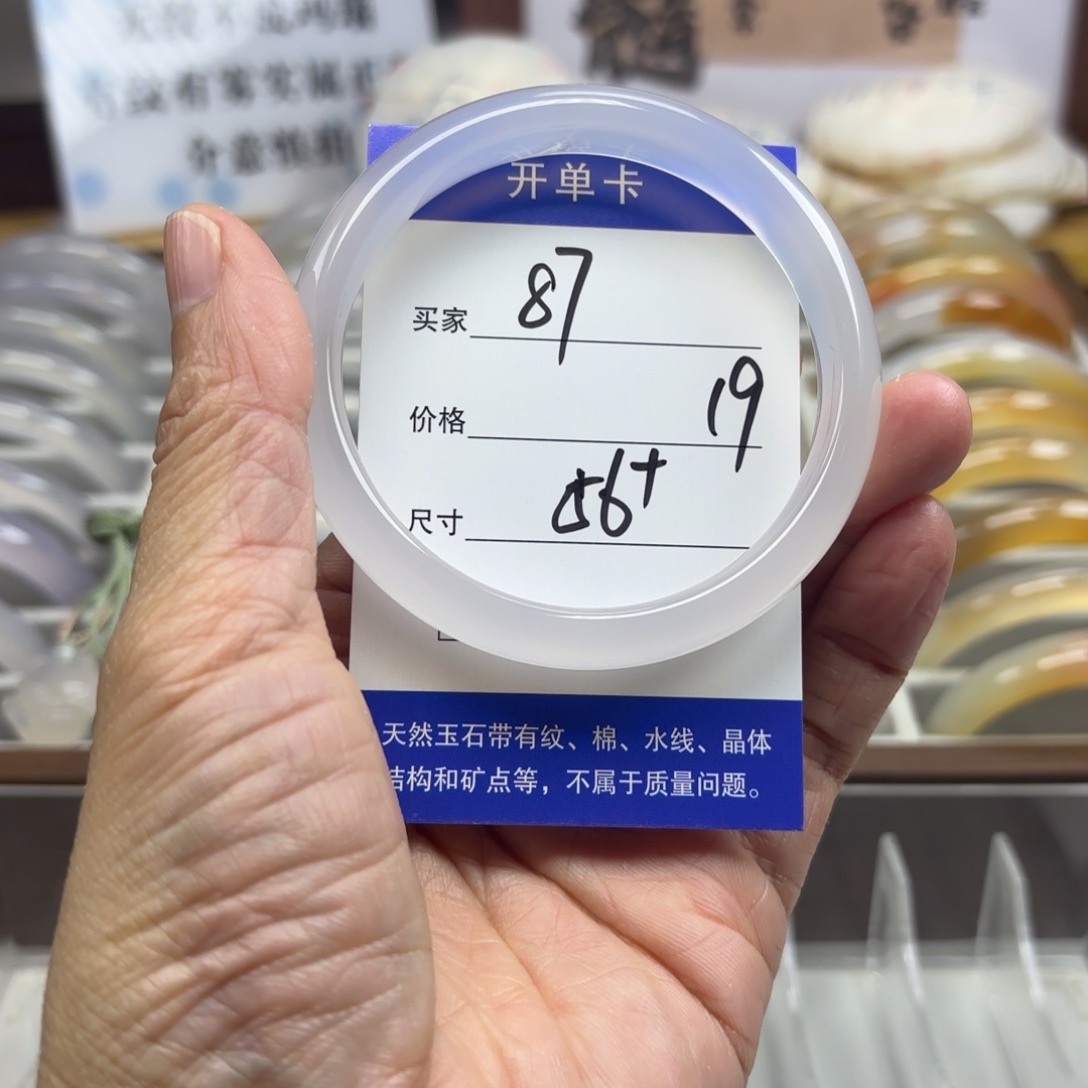 开单卡
买家 87
价格 19
尺寸 56+
天然玉石带有纹、棉、水线、晶体
结构和矿点等，不属于质量问题。